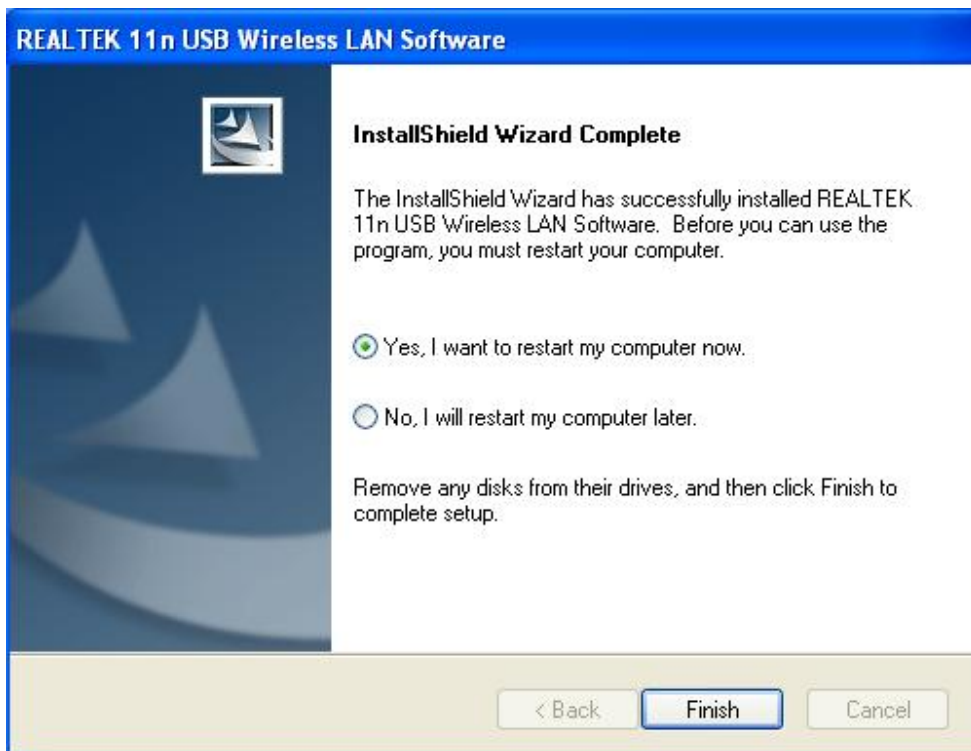 REALTEK 11n USB Wireless LAN Software
InstallShield Wizard Complete
The InstallShield Wizard has successfully installed REALTEK
11n USB Wireless LAN Software.  Before you can use the
program, you must restart your computer.
Yes, I want to restart my computer now.
No, I will restart my computer later.
Remove any disks from their drives, and then click Finish to
complete setup.
< Back
Finish
Cancel